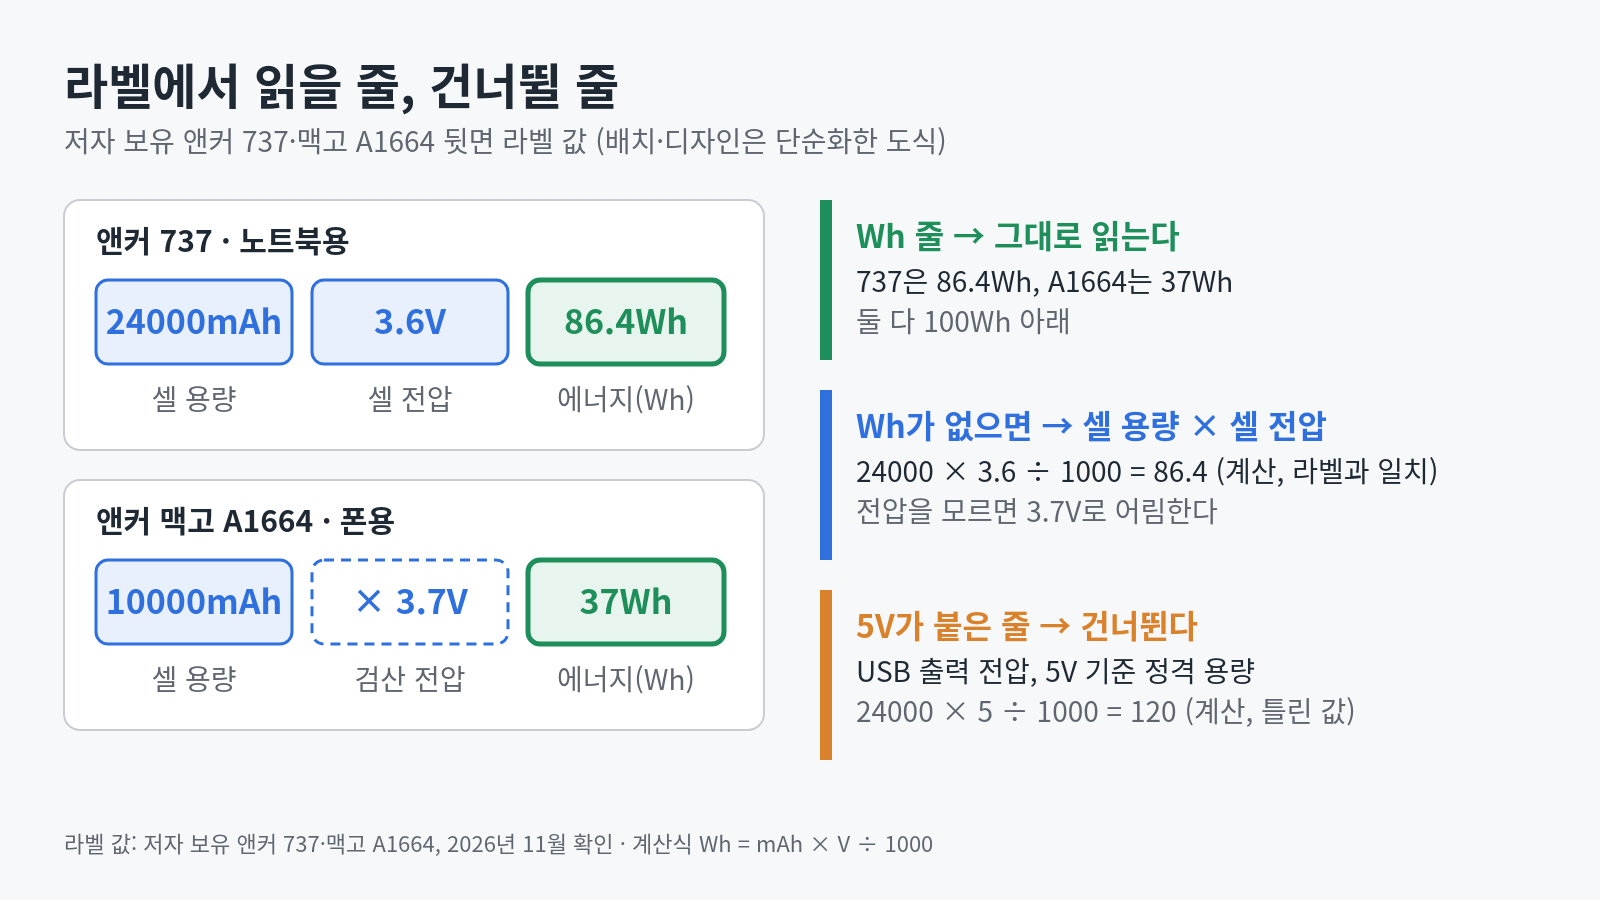 라벨에서 읽을 줄, 건너뛸 줄
저자 보유 앤커 737·맥고 A1664 뒷면 라벨 값 (배치·디자인은 단순화한 도식)
앤커 737 · 노트북용
24000mAh 3.6V 86.4Wh
셀 용량 셀 전압 에너지(Wh)
앤커 맥고 A1664 · 폰용
10000mAh × 3.7V 37Wh
셀 용량 검산 전압 에너지(Wh)
Wh 줄 → 그대로 읽는다
737은 86.4Wh, A1664는 37Wh
둘 다 100Wh 아래
Wh가 없으면 → 셀 용량 × 셀 전압
24000 × 3.6 ÷ 1000 = 86.4 (계산, 라벨과 일치)
전압을 모르면 3.7V로 어림한다
5V가 붙은 줄 → 건너뛴다
USB 출력 전압, 5V 기준 정격 용량
24000 × 5 ÷ 1000 = 120 (계산, 틀린 값)
라벨 값: 저자 보유 앤커 737·맥고 A1664, 2026년 11월 확인 · 계산식 Wh = mAh × V ÷ 1000